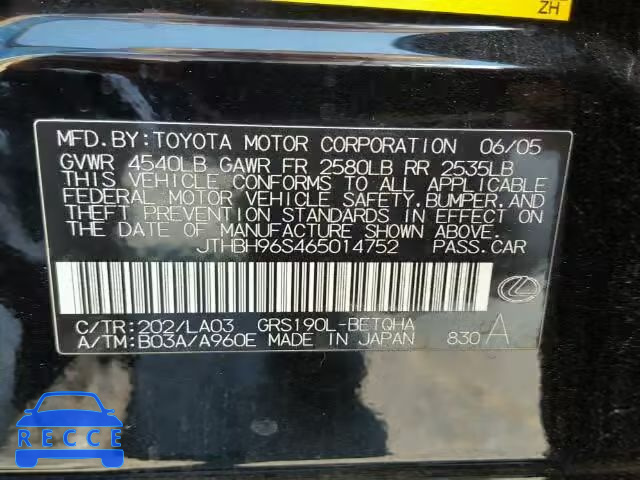 ZH
MFD.BY:TOYOTA MOTOR CORPORATION 06/05
GVWR 4540LB GAWR FR 2580LB RR 2535LB
THIS VEHICLE CONFORMS TO ALL APPLICABLE
FEDERAL MOTOR VEHICLE SAFETY,BUMPER,AND
THEFT PREVENTION STANDARDS IN EFFECT ON
THE DATE OF MANUFACTURE SHOWN ABOVE.
JTHBH96S465014752 PASS.CAR
C/TR:202/LA03 GRS190L-BETQHA
A/TM:B03A/A960E MADE IN JAPAN 830 A
RECCE